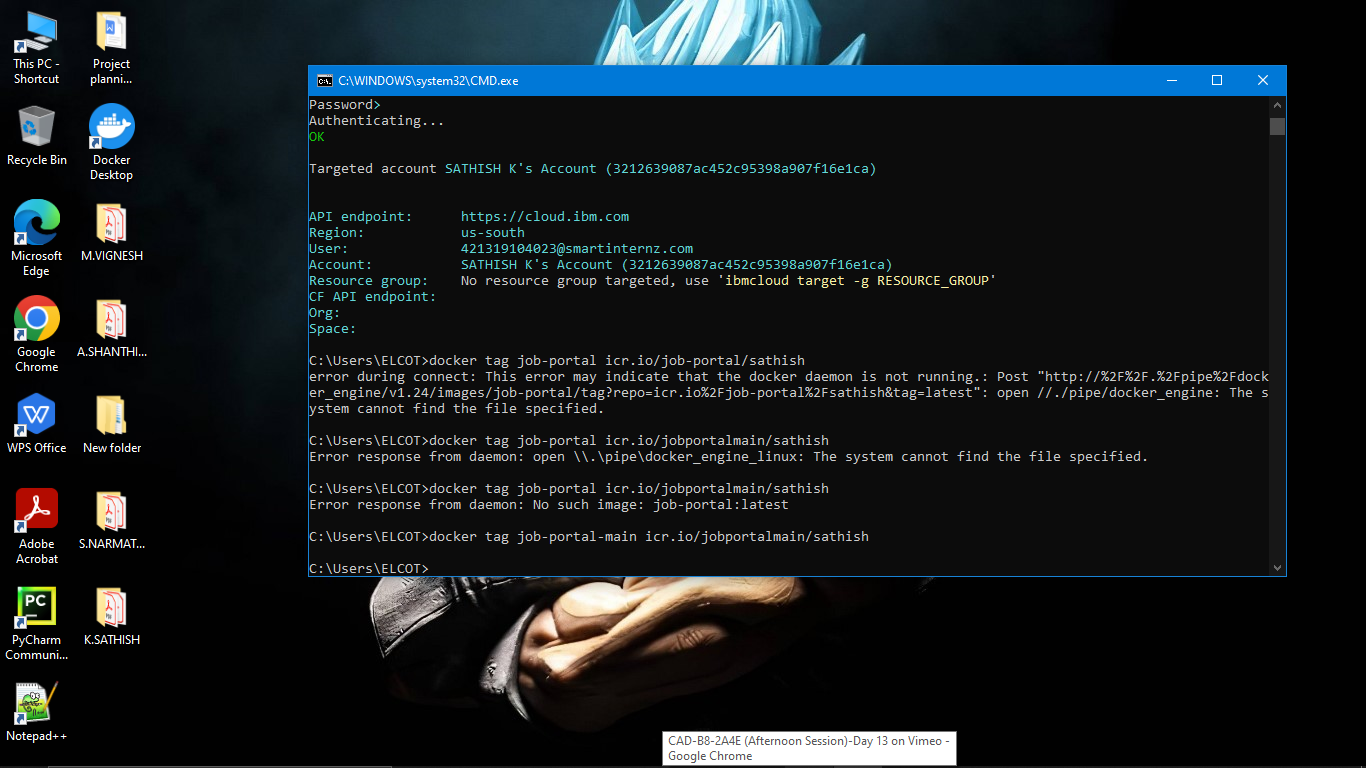 This PC -
Shortcut
Project
planni...
Recycle Bin
Docker
Desktop
Microsoft
Edge
M.VIGNESH
Google
Chrome
A.SHANTHI...
WPS Office
New folder
Adobe
Acrobat
S.NARMAT...
PC
PyCharm
Communi...
K.SATHISH
Notepad++
C:\WINDOWS\system32\CMD.exe
Password>
Authenticating...
OK
Targeted account SATHISH K's Account (3212639087ac452c95398a907f16e1ca)
API endpoint:      https://cloud.ibm.com
Region:            us-south
User:              421319104023@smartinternz.com
Account:           SATHISH K's Account (3212639087ac452c95398a907f16e1ca)
Resource group:    No resource group targeted, use 'ibmcloud target -g RESOURCE_GROUP'
CF API endpoint:
Org:
Space:
C:\Users\ELCOT>docker tag job-portal icr.io/job-portal/sathish
error during connect: This error may indicate that the docker daemon is not running.: Post "http://%2F%2F.%2Fpipe%2Fdock
er_engine/v1.24/images/job-portal/tag?repo=icr.io%2Fjob-portal%2Fsathish&tag=latest": open //./pipe/docker_engine: The s
ystem cannot find the file specified.
C:\Users\ELCOT>docker tag job-portal icr.io/jobportalmain/sathish
Error response from daemon: open \\.\pipe\docker_engine_linux: The system cannot find the file specified.
C:\Users\ELCOT>docker tag job-portal icr.io/jobportalmain/sathish
Error response from daemon: No such image: job-portal:latest
C:\Users\ELCOT>docker tag job-portal-main icr.io/jobportalmain/sathish
C:\Users\ELCOT>
CAD-B8-2A4E (Afternoon Session)-Day 13 on Vimeo -
Google Chrome